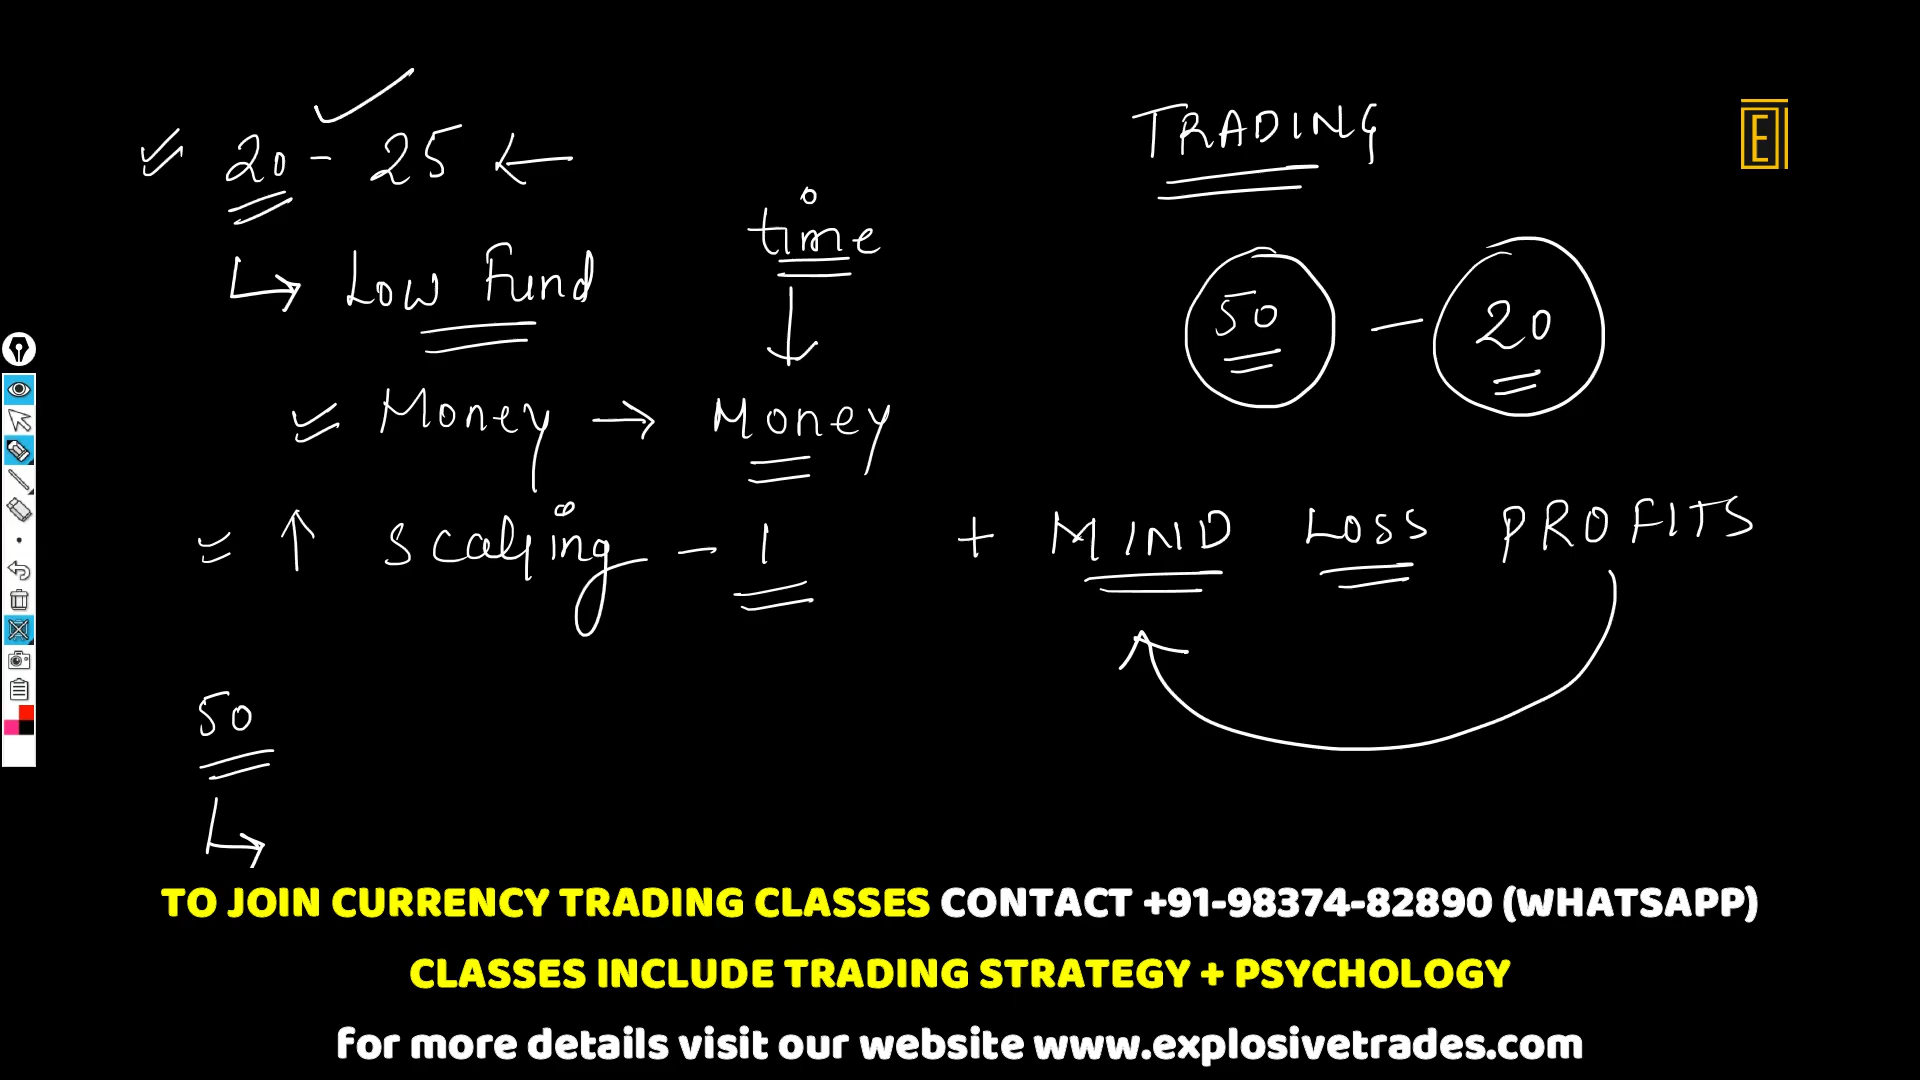 20 - 25 ←
↳ Low Fund
time
↓
Money → Money
↑ scalping - 1
50
↳
TRADING
50 - 20
+ MIND LOSS PROFITS
E
TO JOIN CURRENCY TRADING CLASSES CONTACT +91-98374-82890 (WHATSAPP)
CLASSES INCLUDE TRADING STRATEGY + PSYCHOLOGY
for more details visit our website www.explosivetrades.com